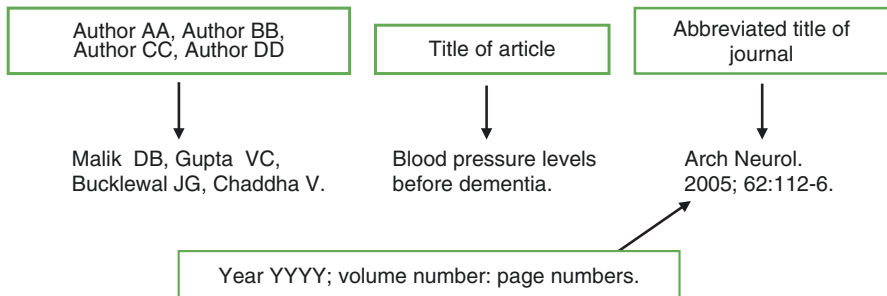 Author AA, Author BB,
Author CC, Author DD
Title of article
Abbreviated title of
journal
Malik DB, Gupta VC,
Bucklewal JG, Chaddha V.
Blood pressure levels
before dementia.
Arch Neurol.
2005; 62:112-6.
Year YYYY; volume number: page numbers.